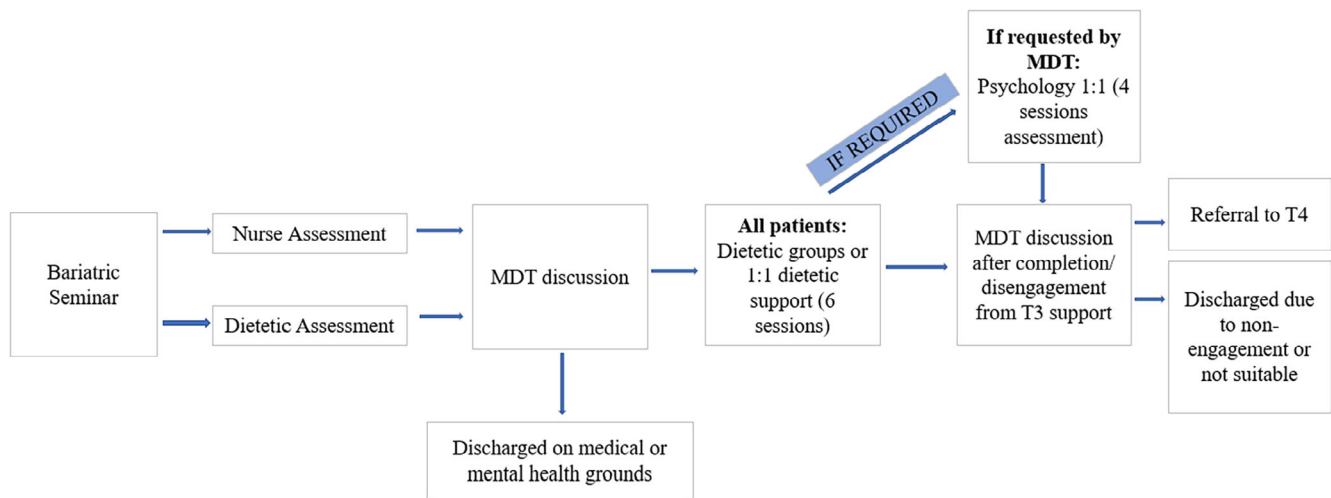 Bariatric
Seminar
Nurse Assessment
Dietetic Assessment
MDT discussion
Discharged on medical or
mental health grounds
All patients:
Dietetic groups or
1:1 dietetic
support (6
sessions)
IF REQUIRED
If requested by
MDT:
Psychology 1:1 (4
sessions
assessment)
MDT discussion
after completion/
disengagement
from T3 support
Referral to T4
Discharged due to
non-
engagement or
not suitable